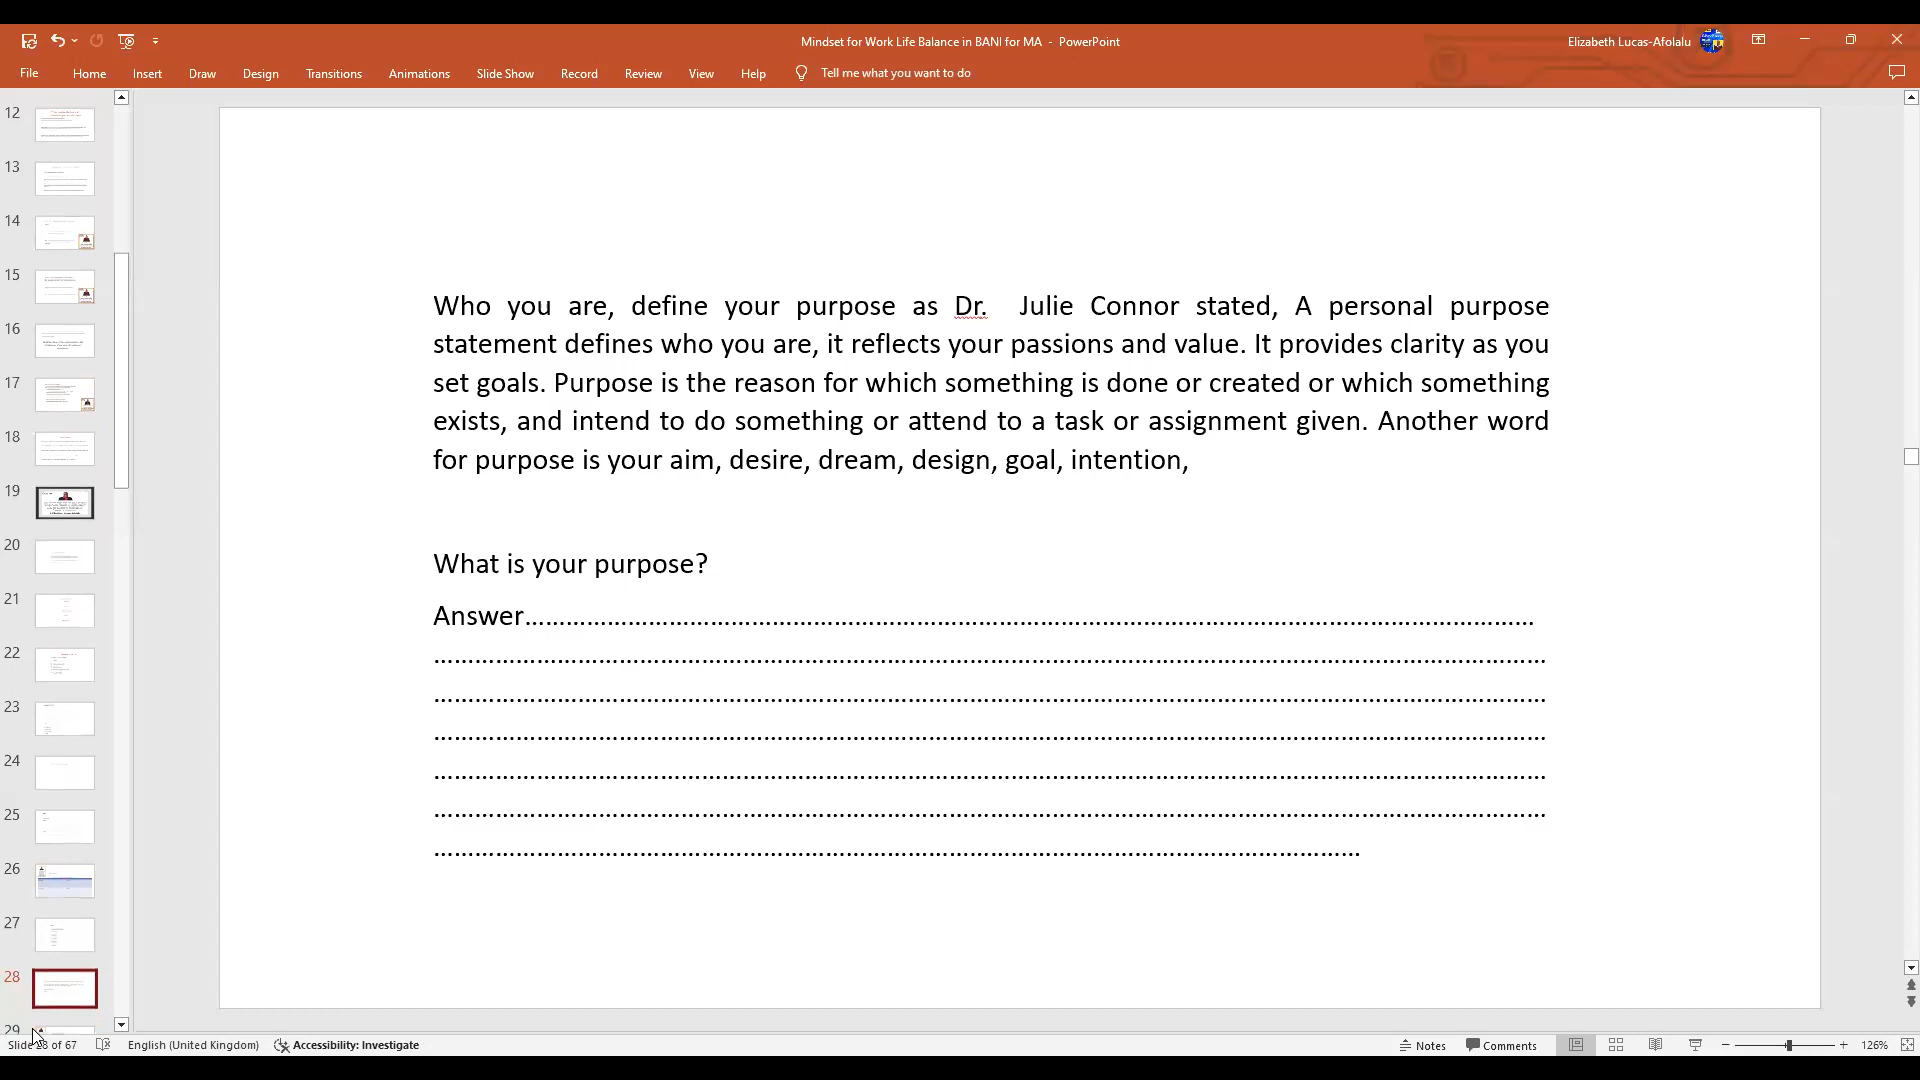 Mindset for Work Life Balance in BANI for MA - PowerPoint
Elizabeth Lucas-Afolalu
File Home Insert Draw Design Transitions Animations Slide Show Record Review View Help Tell me what you want to do
12
13
14
15
16
17
18
19
20
21
22
23
24
25
26
27
28
29
Who you are, define your purpose as Dr. Julie Connor stated, A personal purpose
statement defines who you are, it reflects your passions and value. It provides clarity as you
set goals. Purpose is the reason for which something is done or created or which something
exists, and intend to do something or attend to a task or assignment given. Another word
for purpose is your aim, desire, dream, design, goal, intention,
What is your purpose?
Answer……………………………………………………………………………………………………………………………
Slide 28 of 67 English (United Kingdom) Accessibility: Investigate Notes Comments 126%